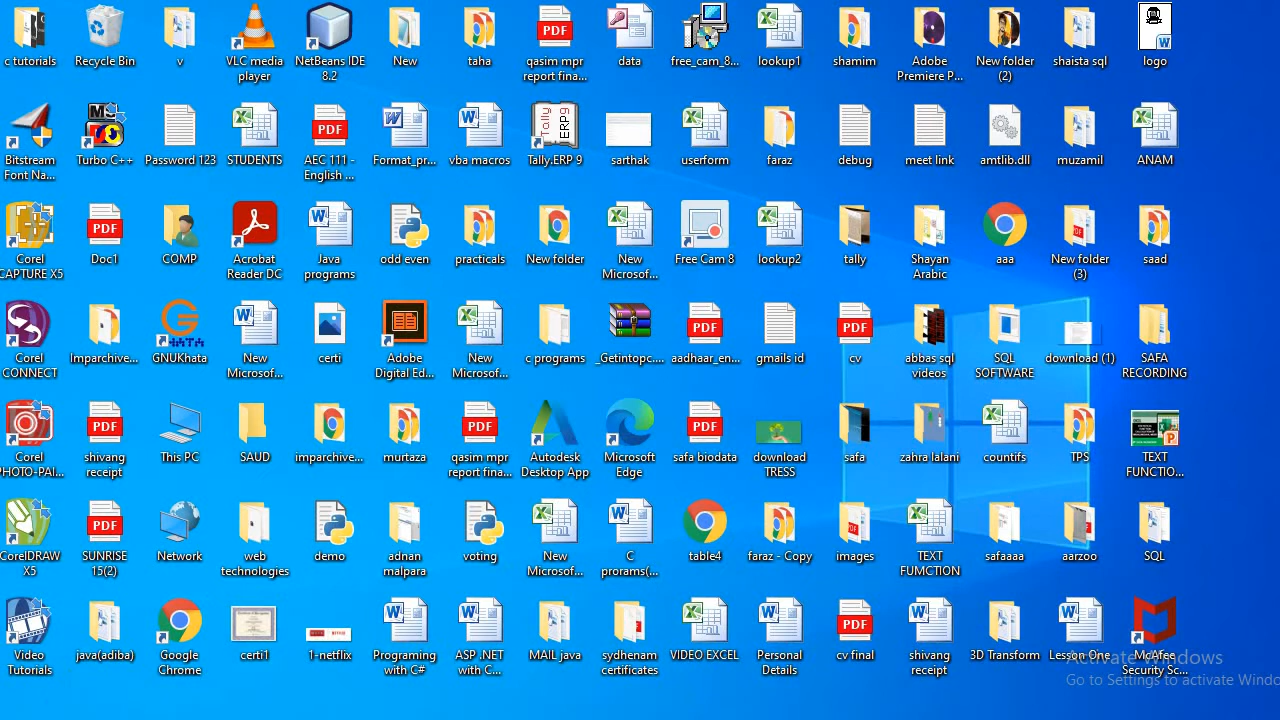 c tutorials
Recycle Bin
v
VLC media
player
NetBeans IDE
8.2
New
taha
qasim mpr
report fina...
data
free_cam_8...
lookup1
shamim
Adobe
Premiere P...
New folder
(2)
shaista sql
logo
Bitstream
Font Na...
Turbo C++
Password 123
STUDENTS
AEC 111 -
English ...
Format_pr...
vba macros
Tally.ERP 9
sarthak
userform
faraz
debug
meet link
amtlib.dll
muzamil
ANAM
Corel
CAPTURE X5
Doc1
COMP
Acrobat
Reader DC
Java
programs
odd even
practicals
New folder
New
Microsof...
Free Cam 8
lookup2
tally
Shayan
Arabic
aaa
New folder
(3)
saad
Corel
CONNECT
Imparchive...
GNUKhata
New
Microsof...
certi
Adobe
Digital Ed...
New
Microsof...
c programs
_Getintopc....
aadhaar_en...
gmails id
cv
abbas sql
videos
SQL
SOFTWARE
download (1)
SAFA
RECORDING
Corel
PHOTO-PAI...
shivang
receipt
This PC
SAUD
imparchive...
murtaza
qasim mpr
report fina...
Autodesk
Desktop App
Microsoft
Edge
safa biodata
download
TRESS
safa
zahra lalani
countifs
TPS
TEXT
FUNCTIO...
CorelDRAW
X5
SUNRISE
15(2)
Network
web
technologies
demo
adnan
malpara
voting
New
Microsof...
C
prorams(...
table4
faraz - Copy
images
TEXT
FUMCTION
safaaaa
aarzoo
SQL
Video
Tutorials
java(adiba)
Google
Chrome
certi1
1-netflix
Programing
with C#
ASP .NET
with C...
MAIL java
sydhenam
certificates
VIDEO EXCEL
Personal
Details
cv final
shivang
receipt
3D Transform
Lesson One
McAfee
Security Sc...
Activate Windows
Go to Settings to activate Windo